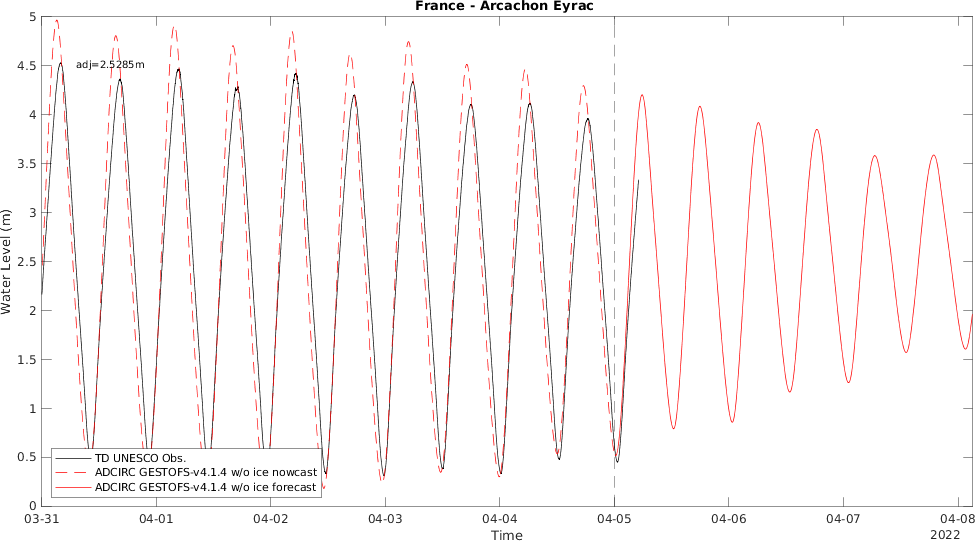 France - Arcachon Eyrac
5
4.5
4
3.5
3
2.5
2
1.5
1
0.5
0
Water Level (m)
adj=2.5285m
TD UNESCO Obs.
ADCIRC GESTOFS-v4.1.4 w/o ice nowcast
ADCIRC GESTOFS-v4.1.4 w/o ice forecast
03-31 04-01 04-02 04-03 04-04 04-05 04-06 04-07 04-08
Time
2022